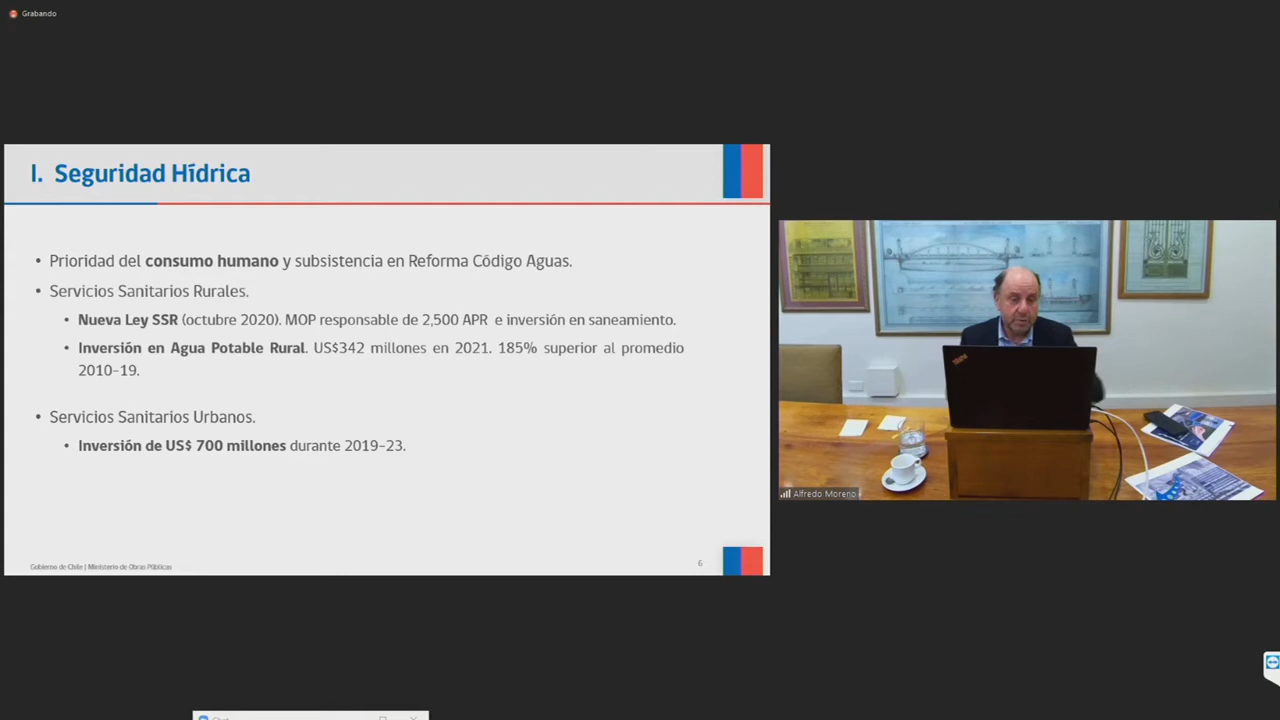 Grabando
I. Seguridad Hídrica
• Prioridad del consumo humano y subsistencia en Reforma Código Aguas.
• Servicios Sanitarios Rurales.
• Nueva Ley SSR (octubre 2020). MOP responsable de 2,500 APR e inversión en saneamiento.
• Inversión en Agua Potable Rural. US$342 millones en 2021. 185% superior al promedio
2010-19.
• Servicios Sanitarios Urbanos.
• Inversión de US$ 700 millones durante 2019-23.
Gobierno de Chile | Ministerio de Obras Públicas
6
ThinkPad
Alfredo Moreno
Chat